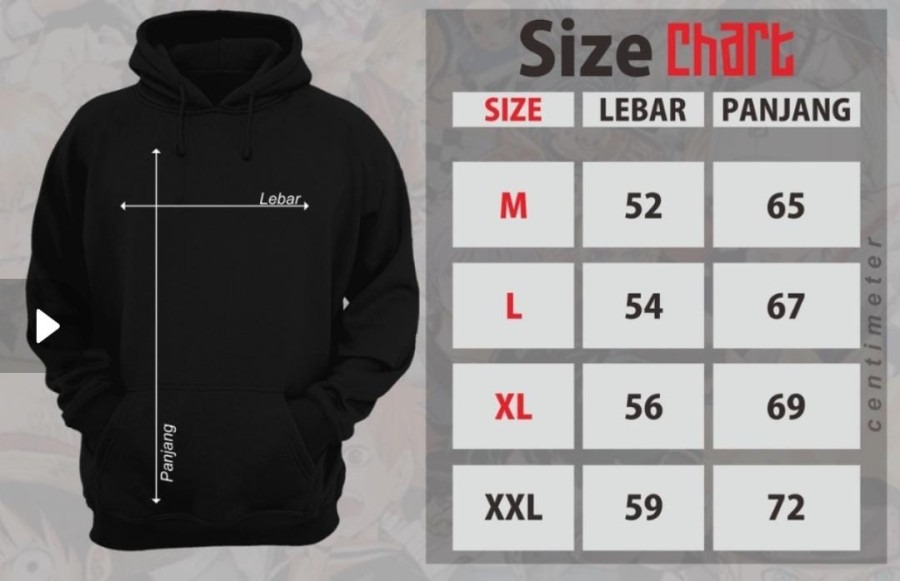 Lebar
Panjang
Size Chart
SIZE LEBAR PANJANG
M 52 65
L 54 67
XL 56 69
XXL 59 72
centimeter